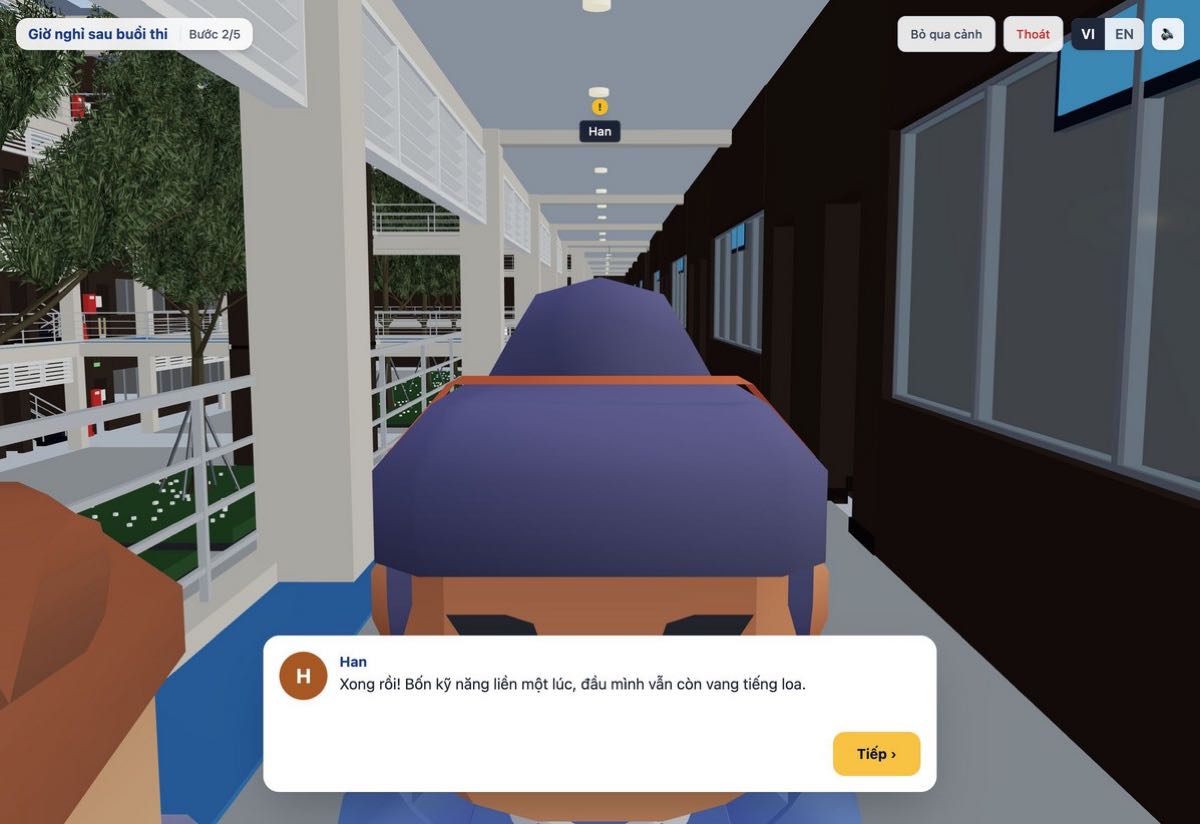 Giờ nghỉ sau buổi thi Bước 2/5
Bỏ qua cảnh Thoát VI EN
!
Han
H
Han
Xong rồi! Bốn kỹ năng liền một lúc, đầu mình vẫn còn vang tiếng loa.
Tiếp ›